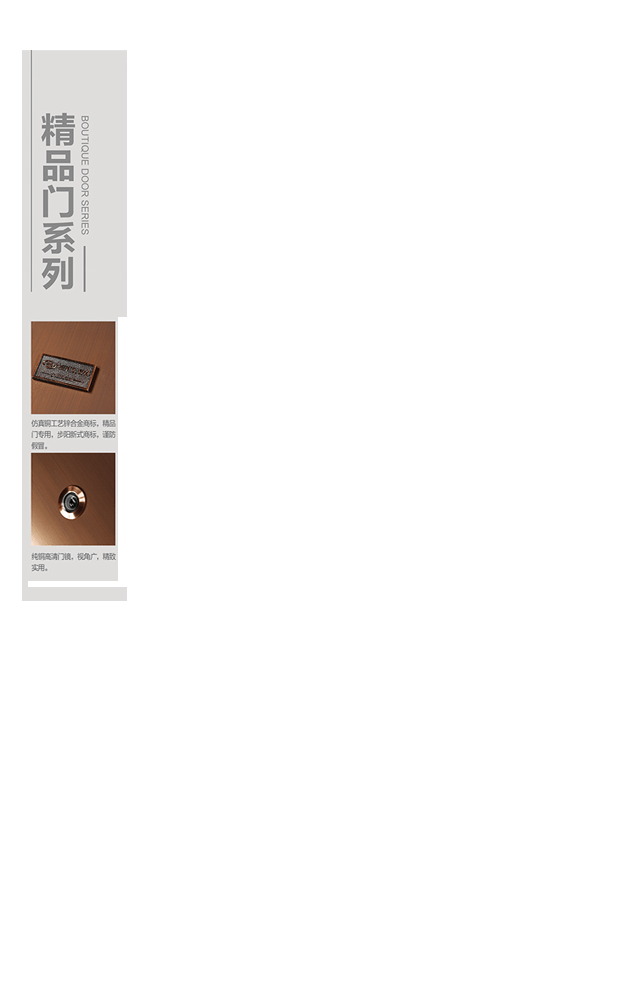 精品门系列
BOUTIQUE DOOR SERIES
仿真铜工艺锌合金商标，精品
门专用，步阳新式商标，谨防
假冒。
纯铜高清门镜，视角广，精致
实用。